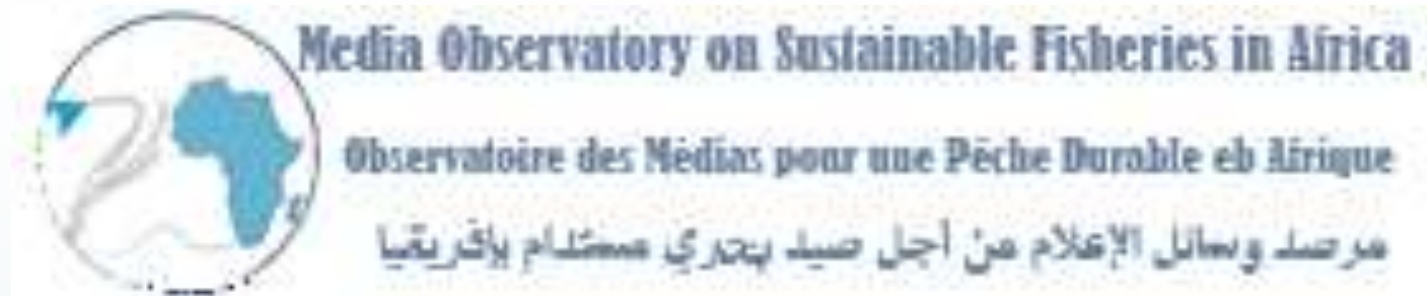 Media Observatory on Sustainable Fisheries in Africa
Observatoire des Médias pour une Pêche Durable eb Afrique
مرصد وسائل الإعلام من أجل صيد بحري مستدام بإفريقيا